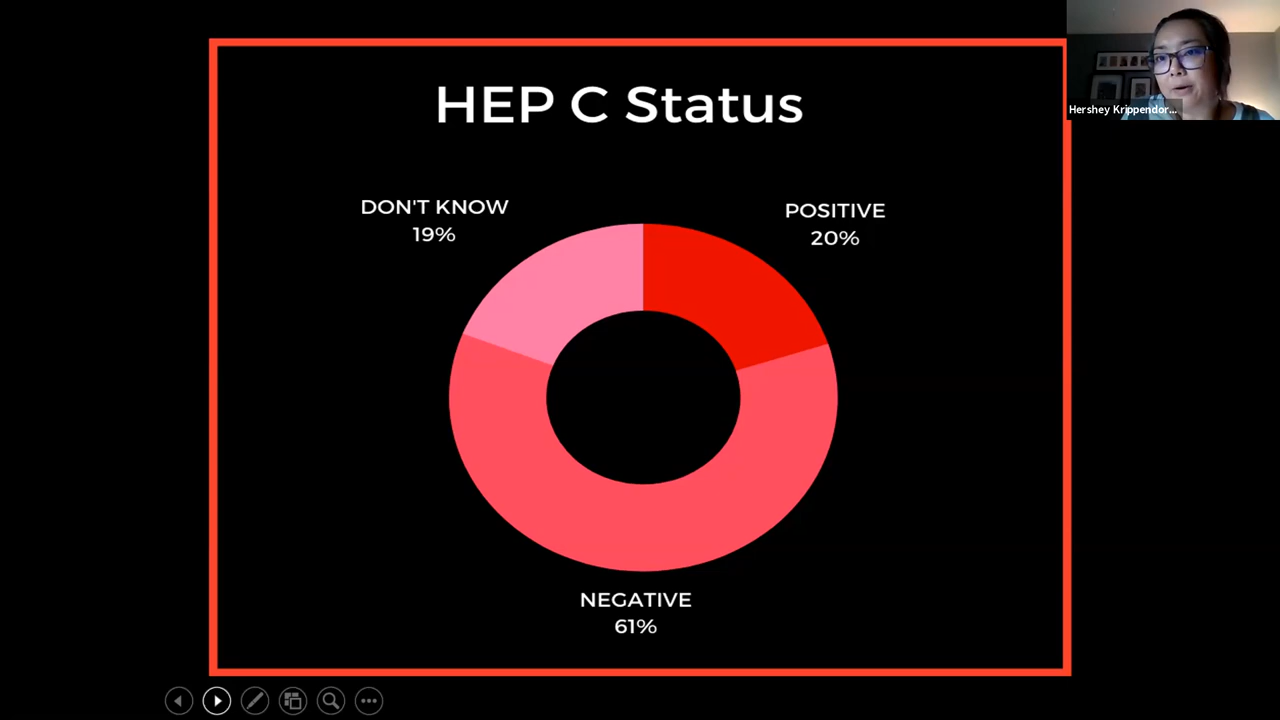 HEP C Status
Hershey Krippendor...
DON'T KNOW
19%
POSITIVE
20%
NEGATIVE
61%